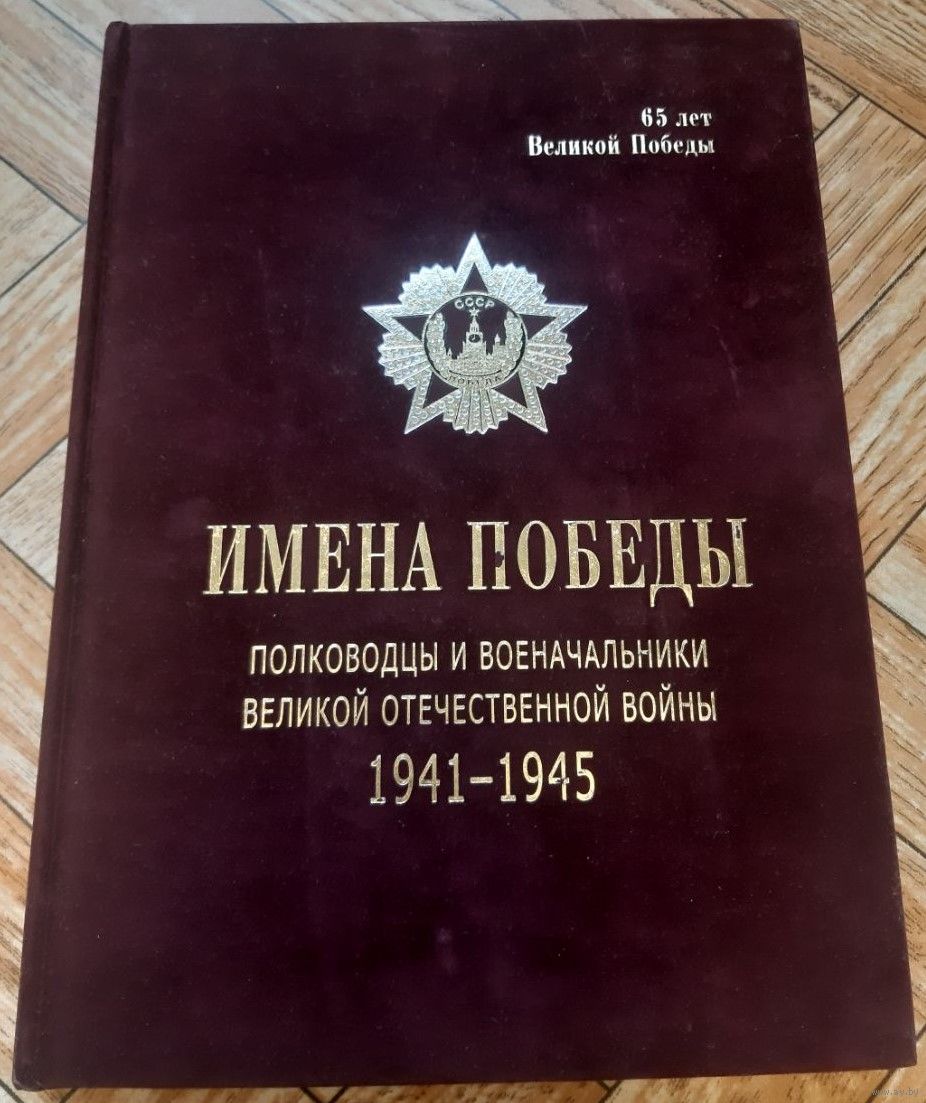 65 лет
Великой Победы
СССР
ИМЕНА ПОБЕДЫ
ПОЛКОВОДЦЫ И ВОЕНАЧАЛЬНИКИ
ВЕЛИКОЙ ОТЕЧЕСТВЕННОЙ ВОЙНЫ
1941–1945